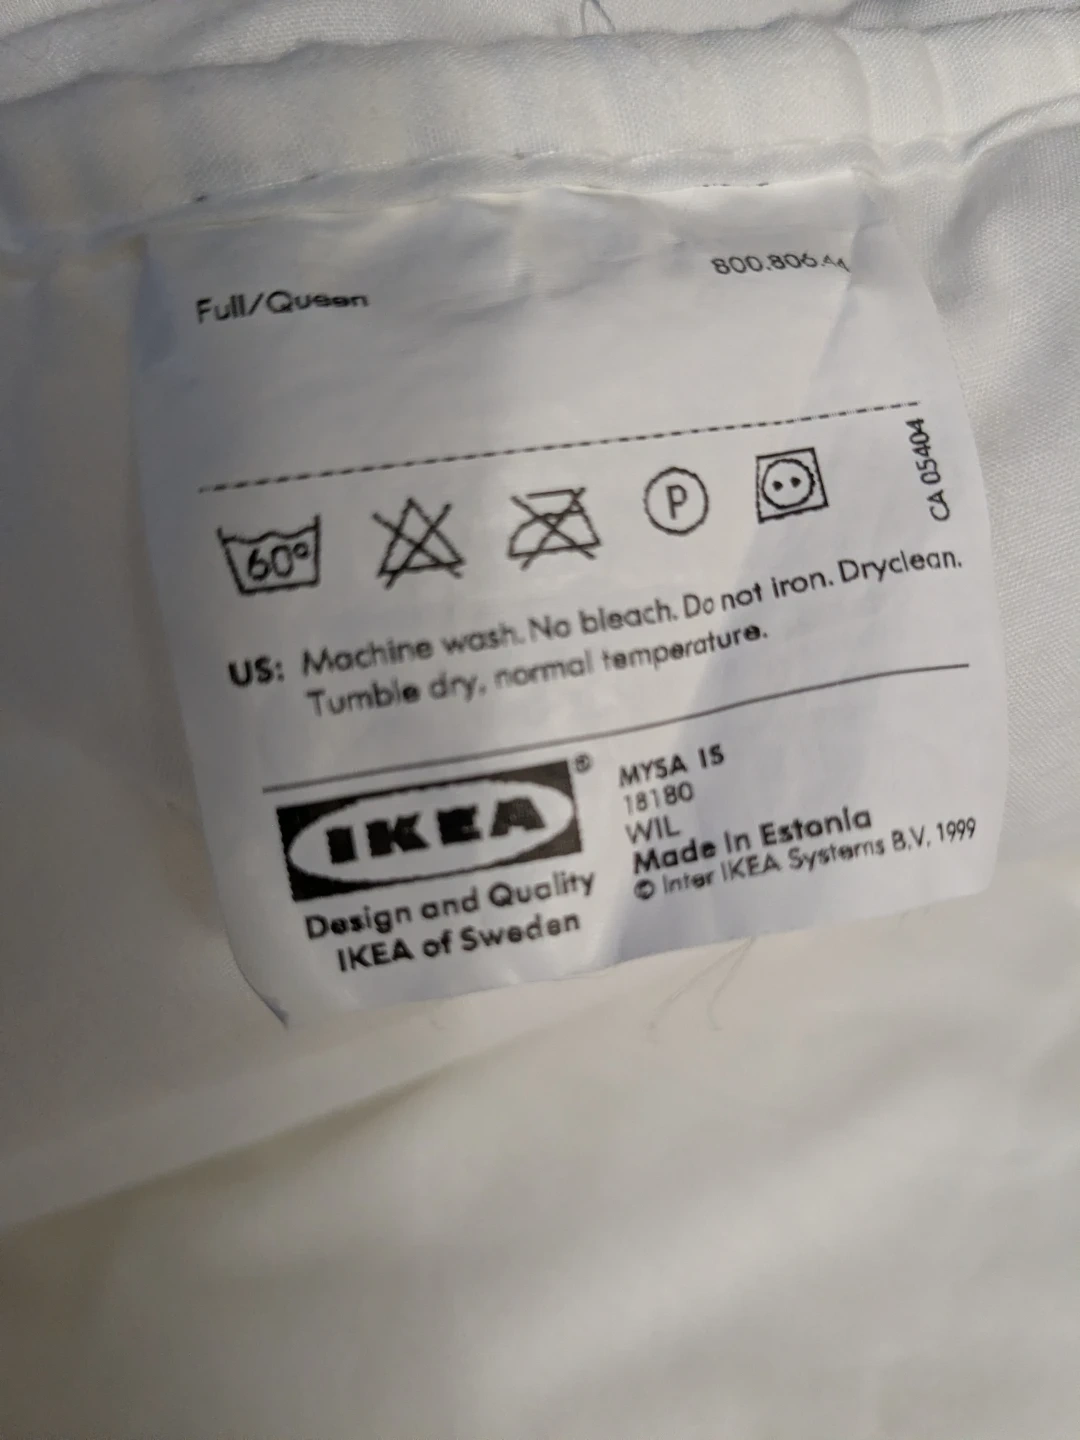 Full/Queen
800.806.44
CA 05404
60°
P
US: Machine wash. No bleach. Do not iron. Dryclean.
Tumble dry, normal temperature.
IKEA®
Design and Quality
IKEA of Sweden
MYSA IS
18180
WIL
Made in Estonia
© Inter IKEA Systems B.V. 1999